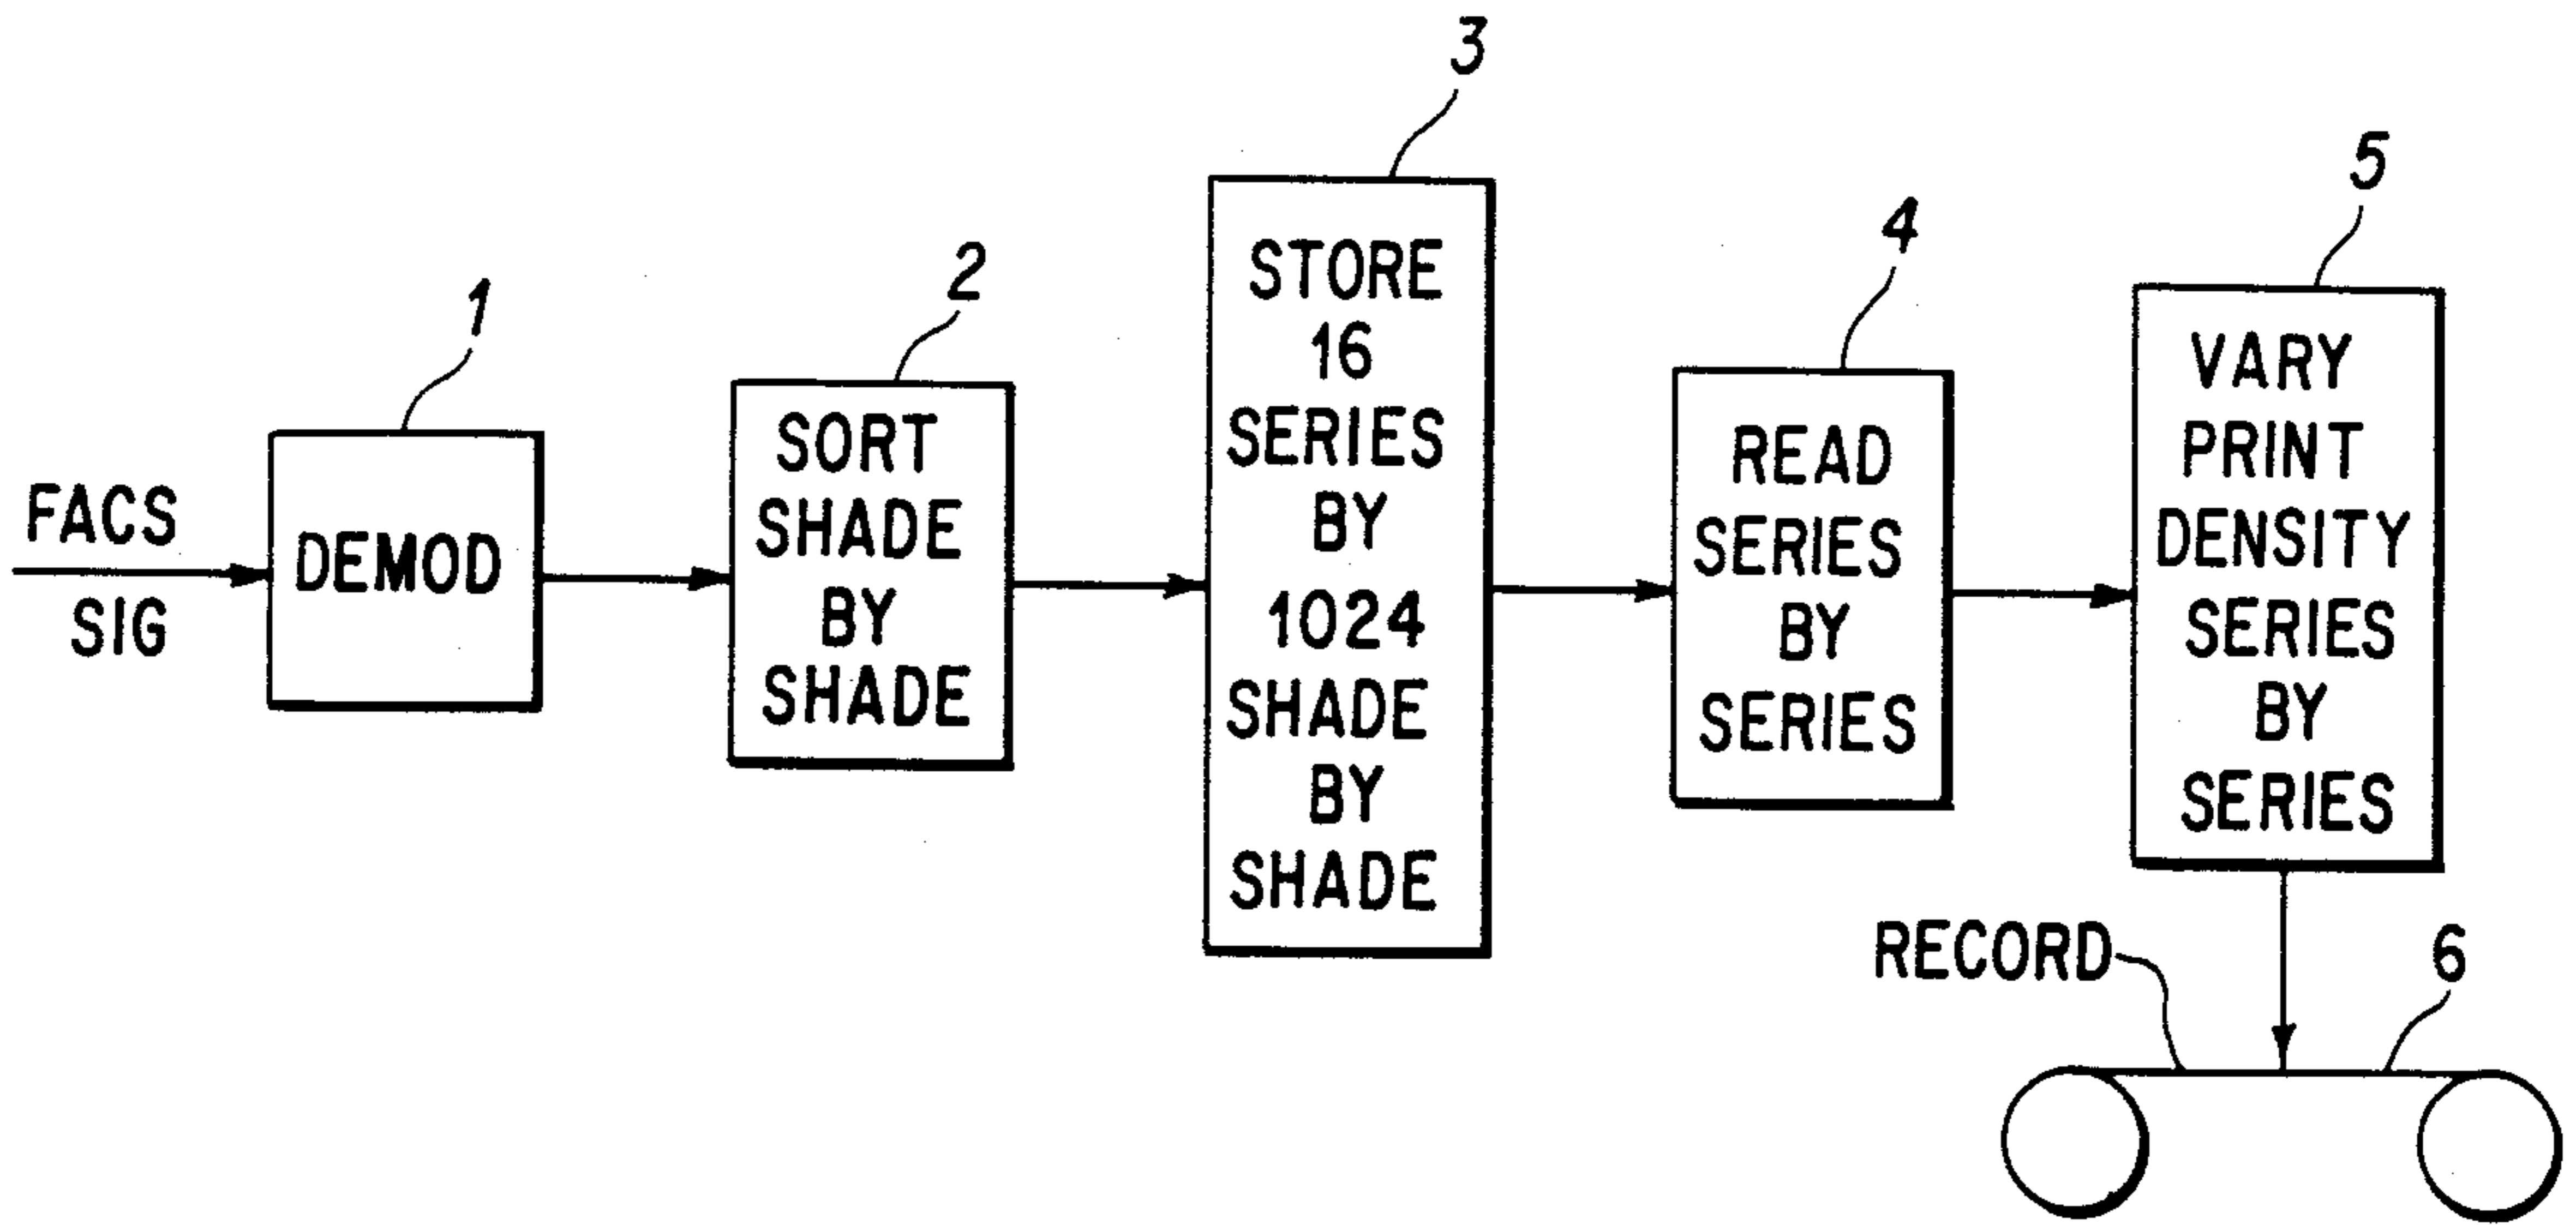 FACS
SIG
1
DEMOD
2
SORT
SHADE
BY
SHADE
3
STORE
16
SERIES
BY
1024
SHADE
BY
SHADE
4
READ
SERIES
BY
SERIES
5
VARY
PRINT
DENSITY
SERIES
BY
SERIES
RECORD
6